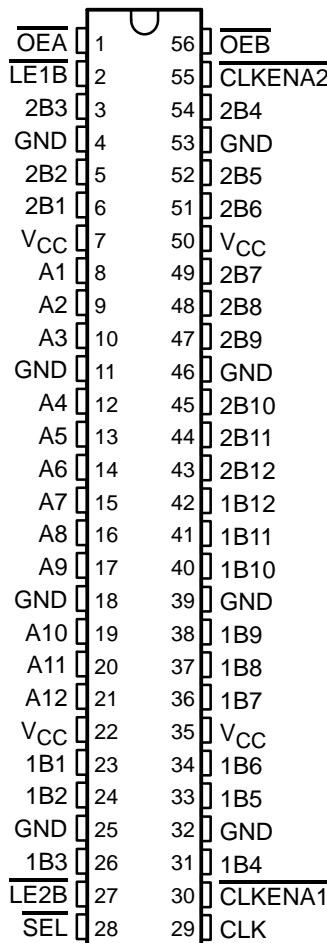 OEA 1 56 OEB
LE1B 2 55 CLKENA2
2B3 3 54 2B4
GND 4 53 GND
2B2 5 52 2B5
2B1 6 51 2B6
VCC 7 50 VCC
A1 8 49 2B7
A2 9 48 2B8
A3 10 47 2B9
GND 11 46 GND
A4 12 45 2B10
A5 13 44 2B11
A6 14 43 2B12
A7 15 42 1B12
A8 16 41 1B11
A9 17 40 1B10
GND 18 39 GND
A10 19 38 1B9
A11 20 37 1B8
A12 21 36 1B7
VCC 22 35 VCC
1B1 23 34 1B6
1B2 24 33 1B5
GND 25 32 GND
1B3 26 31 1B4
LE2B 27 30 CLKENA1
SEL 28 29 CLK